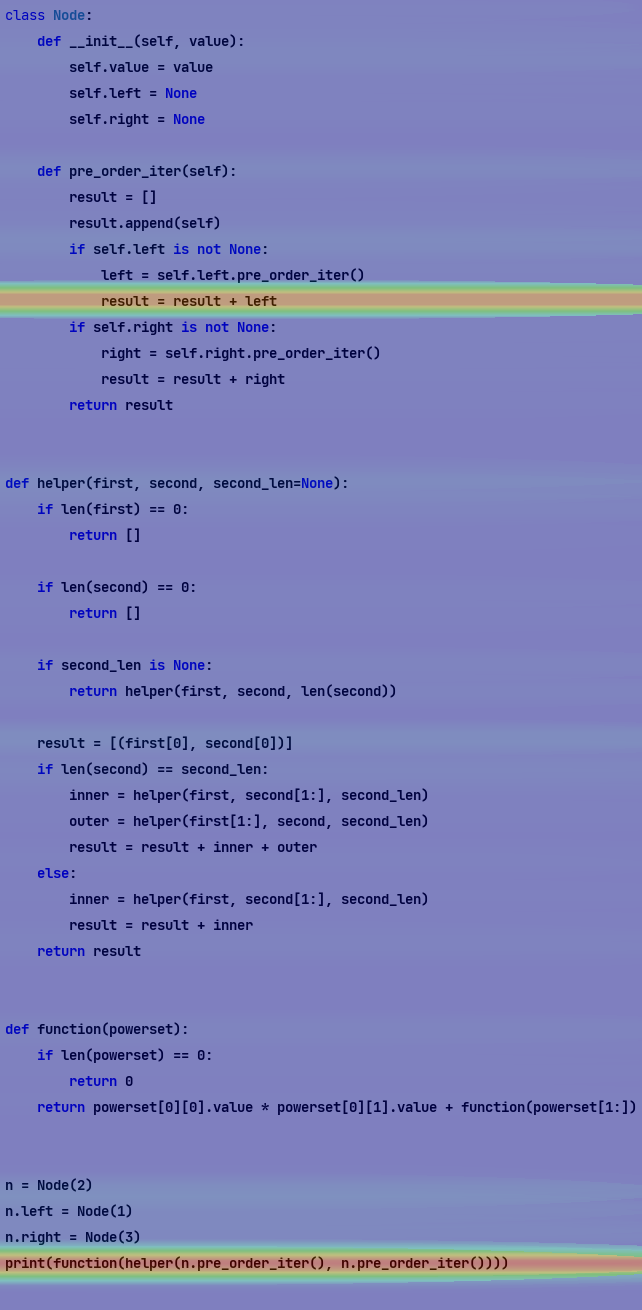 class Node:
    def __init__(self, value):
        self.value = value
        self.left = None
        self.right = None

    def pre_order_iter(self):
        result = []
        result.append(self)
        if self.left is not None:
            left = self.left.pre_order_iter()
            result = result + left
        if self.right is not None:
            right = self.right.pre_order_iter()
            result = result + right
        return result


def helper(first, second, second_len=None):
    if len(first) == 0:
        return []

    if len(second) == 0:
        return []

    if second_len is None:
        return helper(first, second, len(second))

    result = [(first[0], second[0])]
    if len(second) == second_len:
        inner = helper(first, second[1:], second_len)
        outer = helper(first[1:], second, second_len)
        result = result + inner + outer
    else:
        inner = helper(first, second[1:], second_len)
        result = result + inner
    return result


def function(powerset):
    if len(powerset) == 0:
        return 0
    return powerset[0][0].value * powerset[0][1].value + function(powerset[1:])


n = Node(2)
n.left = Node(1)
n.right = Node(3)
print(function(helper(n.pre_order_iter(), n.pre_order_iter())))